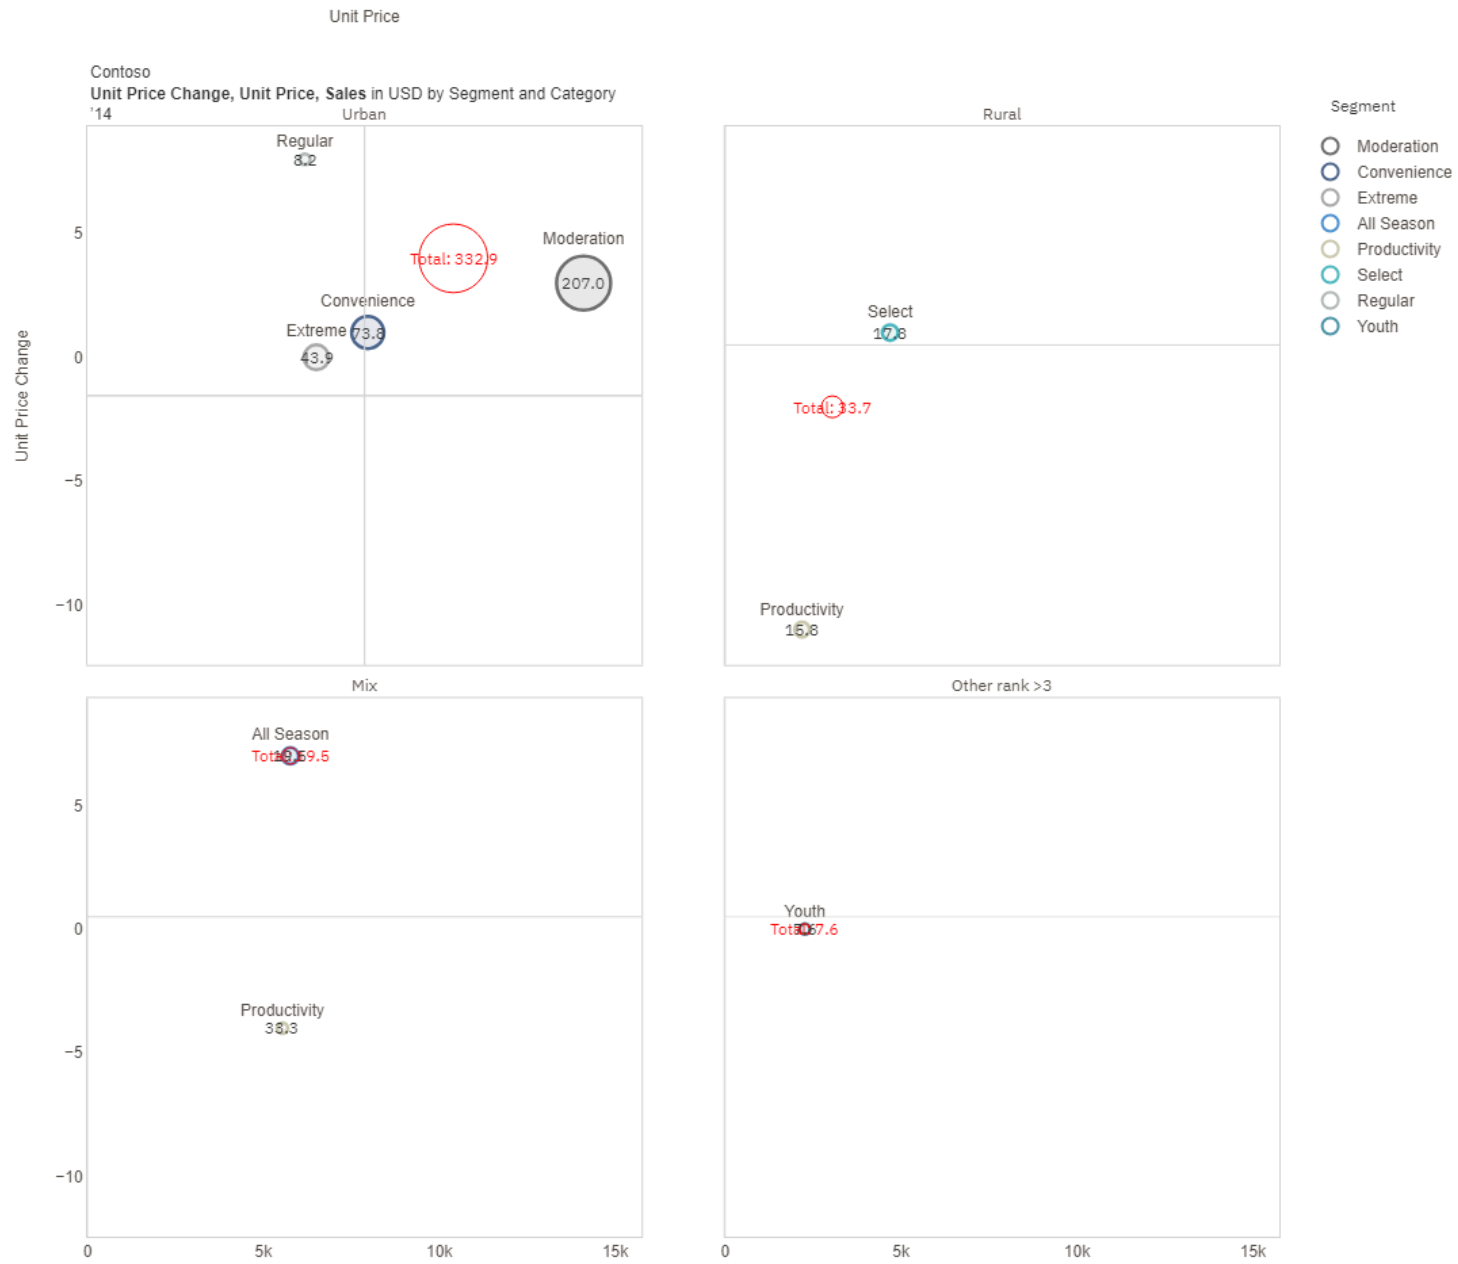 Unit Price
Contoso
Unit Price Change, Unit Price, Sales in USD by Segment and Category
'14
Urban
Rural
Segment
Moderation
Convenience
Extreme
All Season
Productivity
Select
Regular
Youth
Unit Price Change
5
0
−5
−10
Regular
8.2
Total: 332.9
Moderation
207.0
Convenience
73.8
Extreme
43.9
Select
17.8
Total: 33.7
Productivity
15.8
Mix
Other rank >3
5
0
−5
−10
All Season
Productivity
Youth
0
5k
10k
15k
0
5k
10k
15k